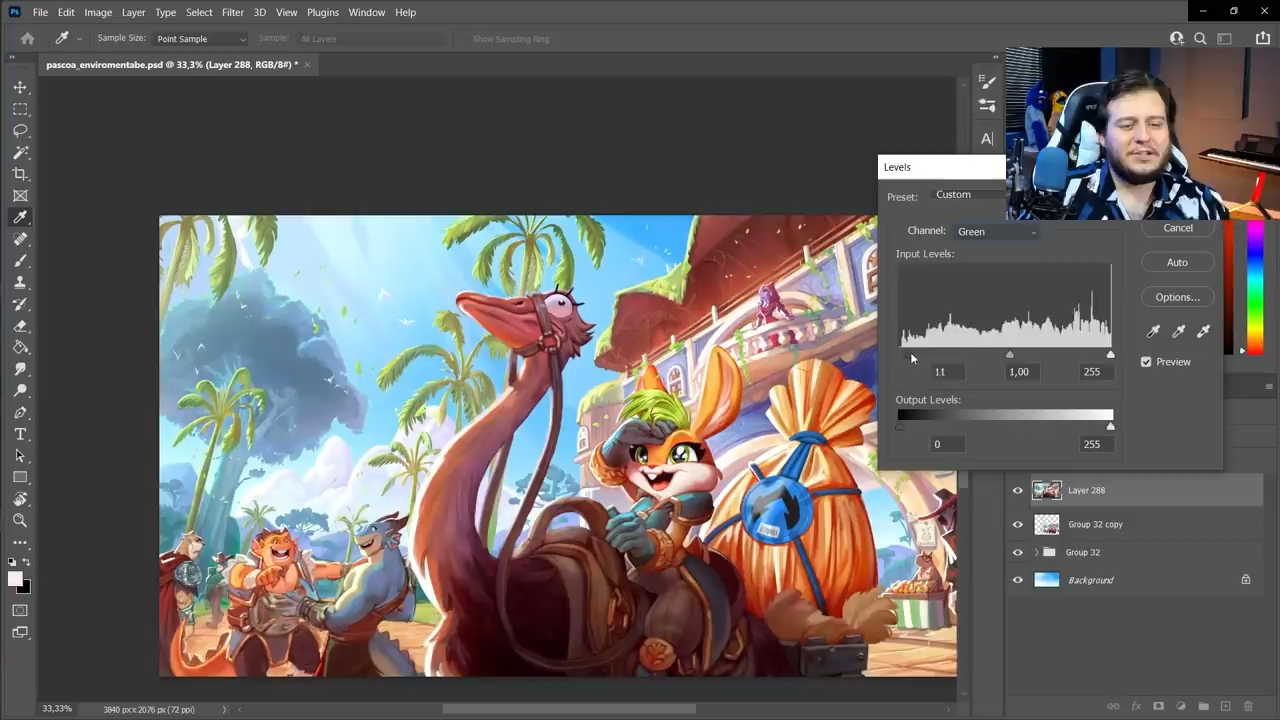 Ps File Edit Image Layer Type Select Filter 3D View Plugins Window Help
Sample Size: Point Sample Sample: All Layers Show Sampling Ring
pascoa_enviromentabe.psd @ 33,3% (Layer 288, RGB/8#) * ×
Levels
Preset: Custom
Channel: Green
Cancel
Input Levels:
Auto
Options...
Preview
11 1,00 255
Output Levels:
0 255
Layer 288
Group 32 copy
Group 32
Background
33,33% 3840 px x 2076 px (72 ppi)